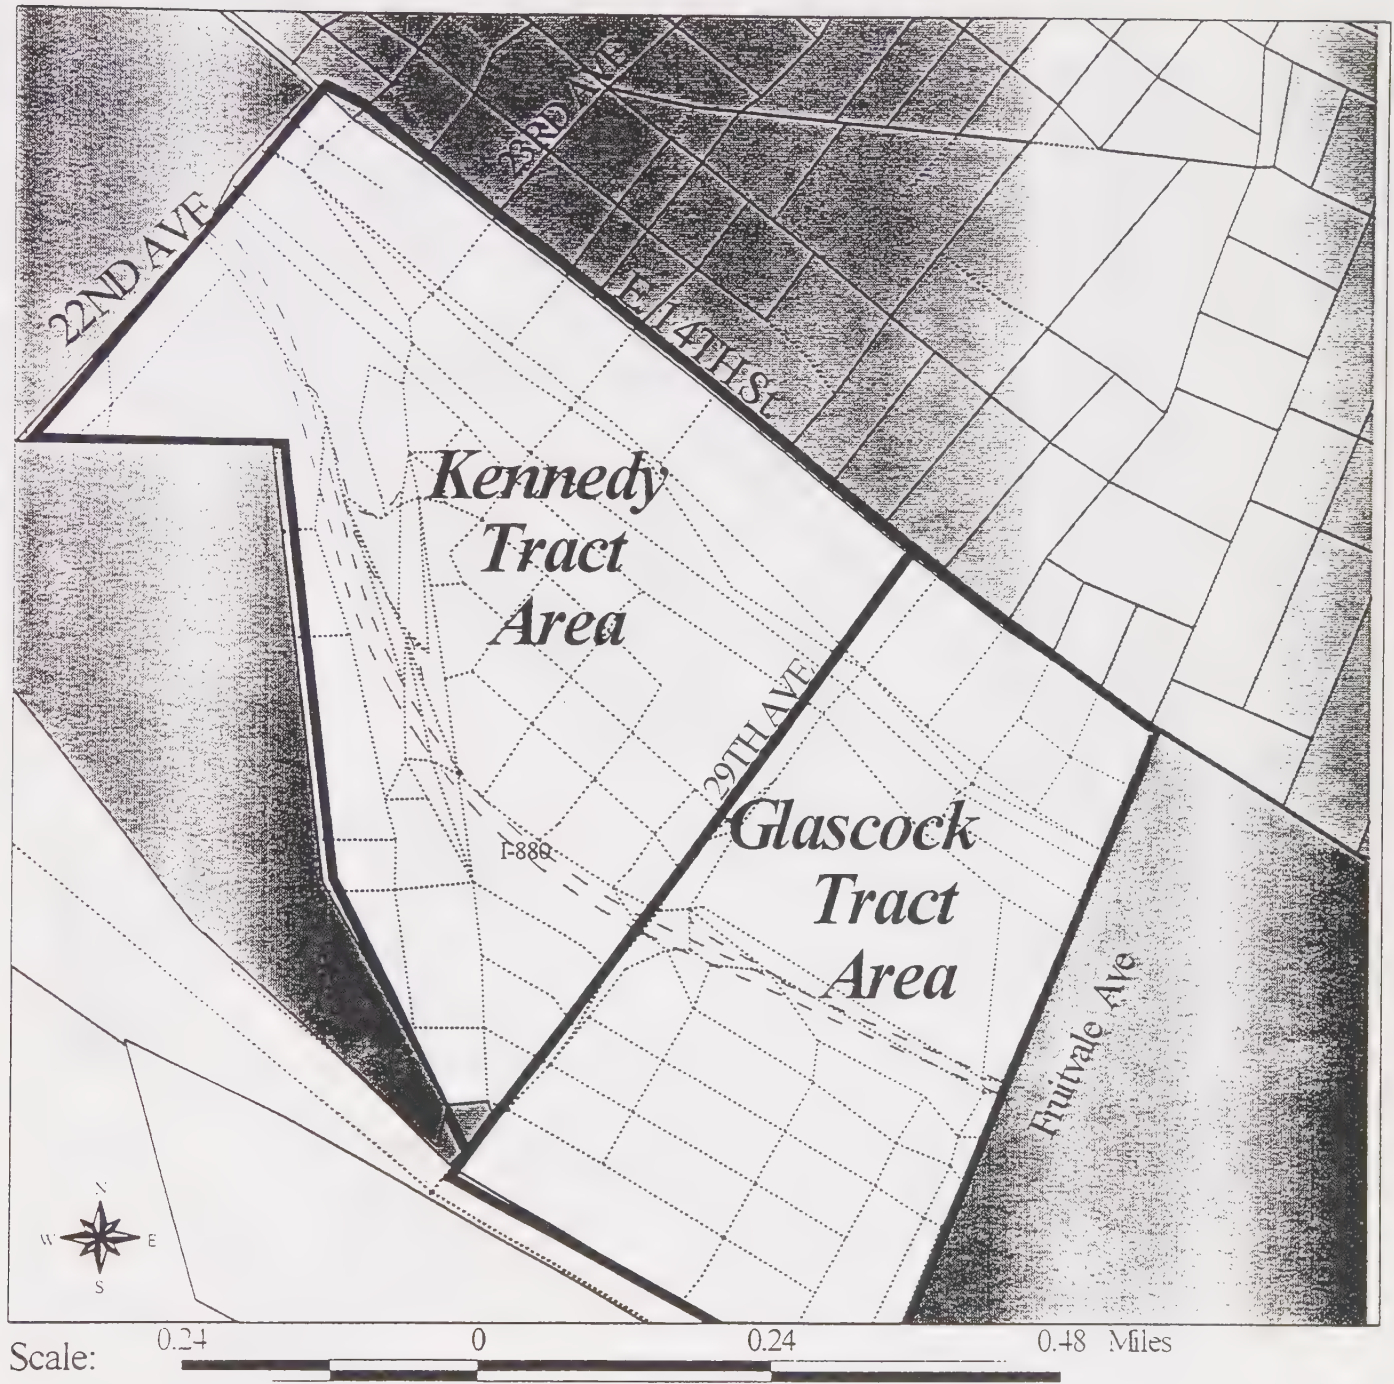 23RD AVE
22ND AVE
E 14TH St
Kennedy
Tract
Area
29TH AVE
Glascock
Tract
Area
I-880
Fruitvale Ave
N
W E
S
Scale: 0.24 0 0.24 0.48 Miles